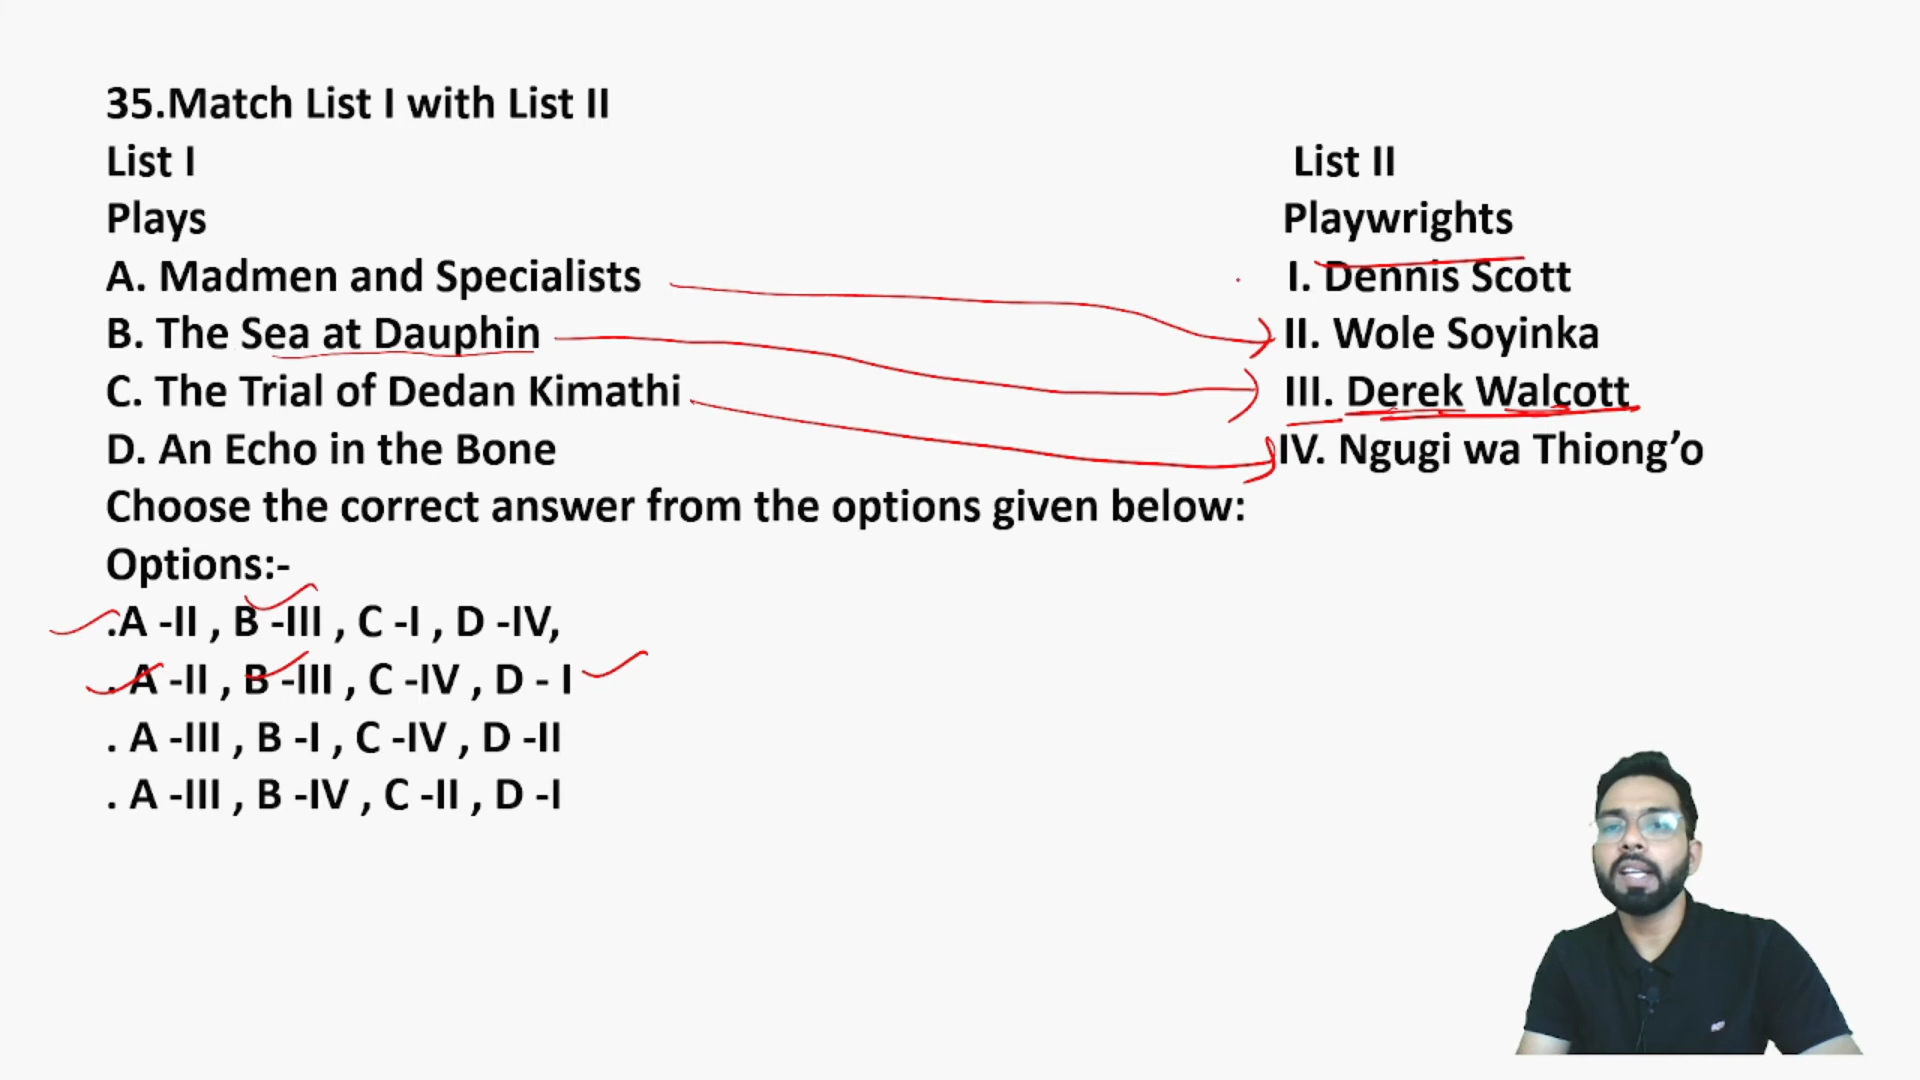 35.Match List I with List II
List I
List II
Plays
Playwrights
A. Madmen and Specialists
I. Dennis Scott
B. The Sea at Dauphin
II. Wole Soyinka
C. The Trial of Dedan Kimathi
III. Derek Walcott
D. An Echo in the Bone
IV. Ngugi wa Thiong’o
Choose the correct answer from the options given below:
Options:-
.A -II , B -III , C -I , D -IV,
. A -II , B -III , C -IV , D - I
. A -III , B -I , C -IV , D -II
. A -III , B -IV , C -II , D -I